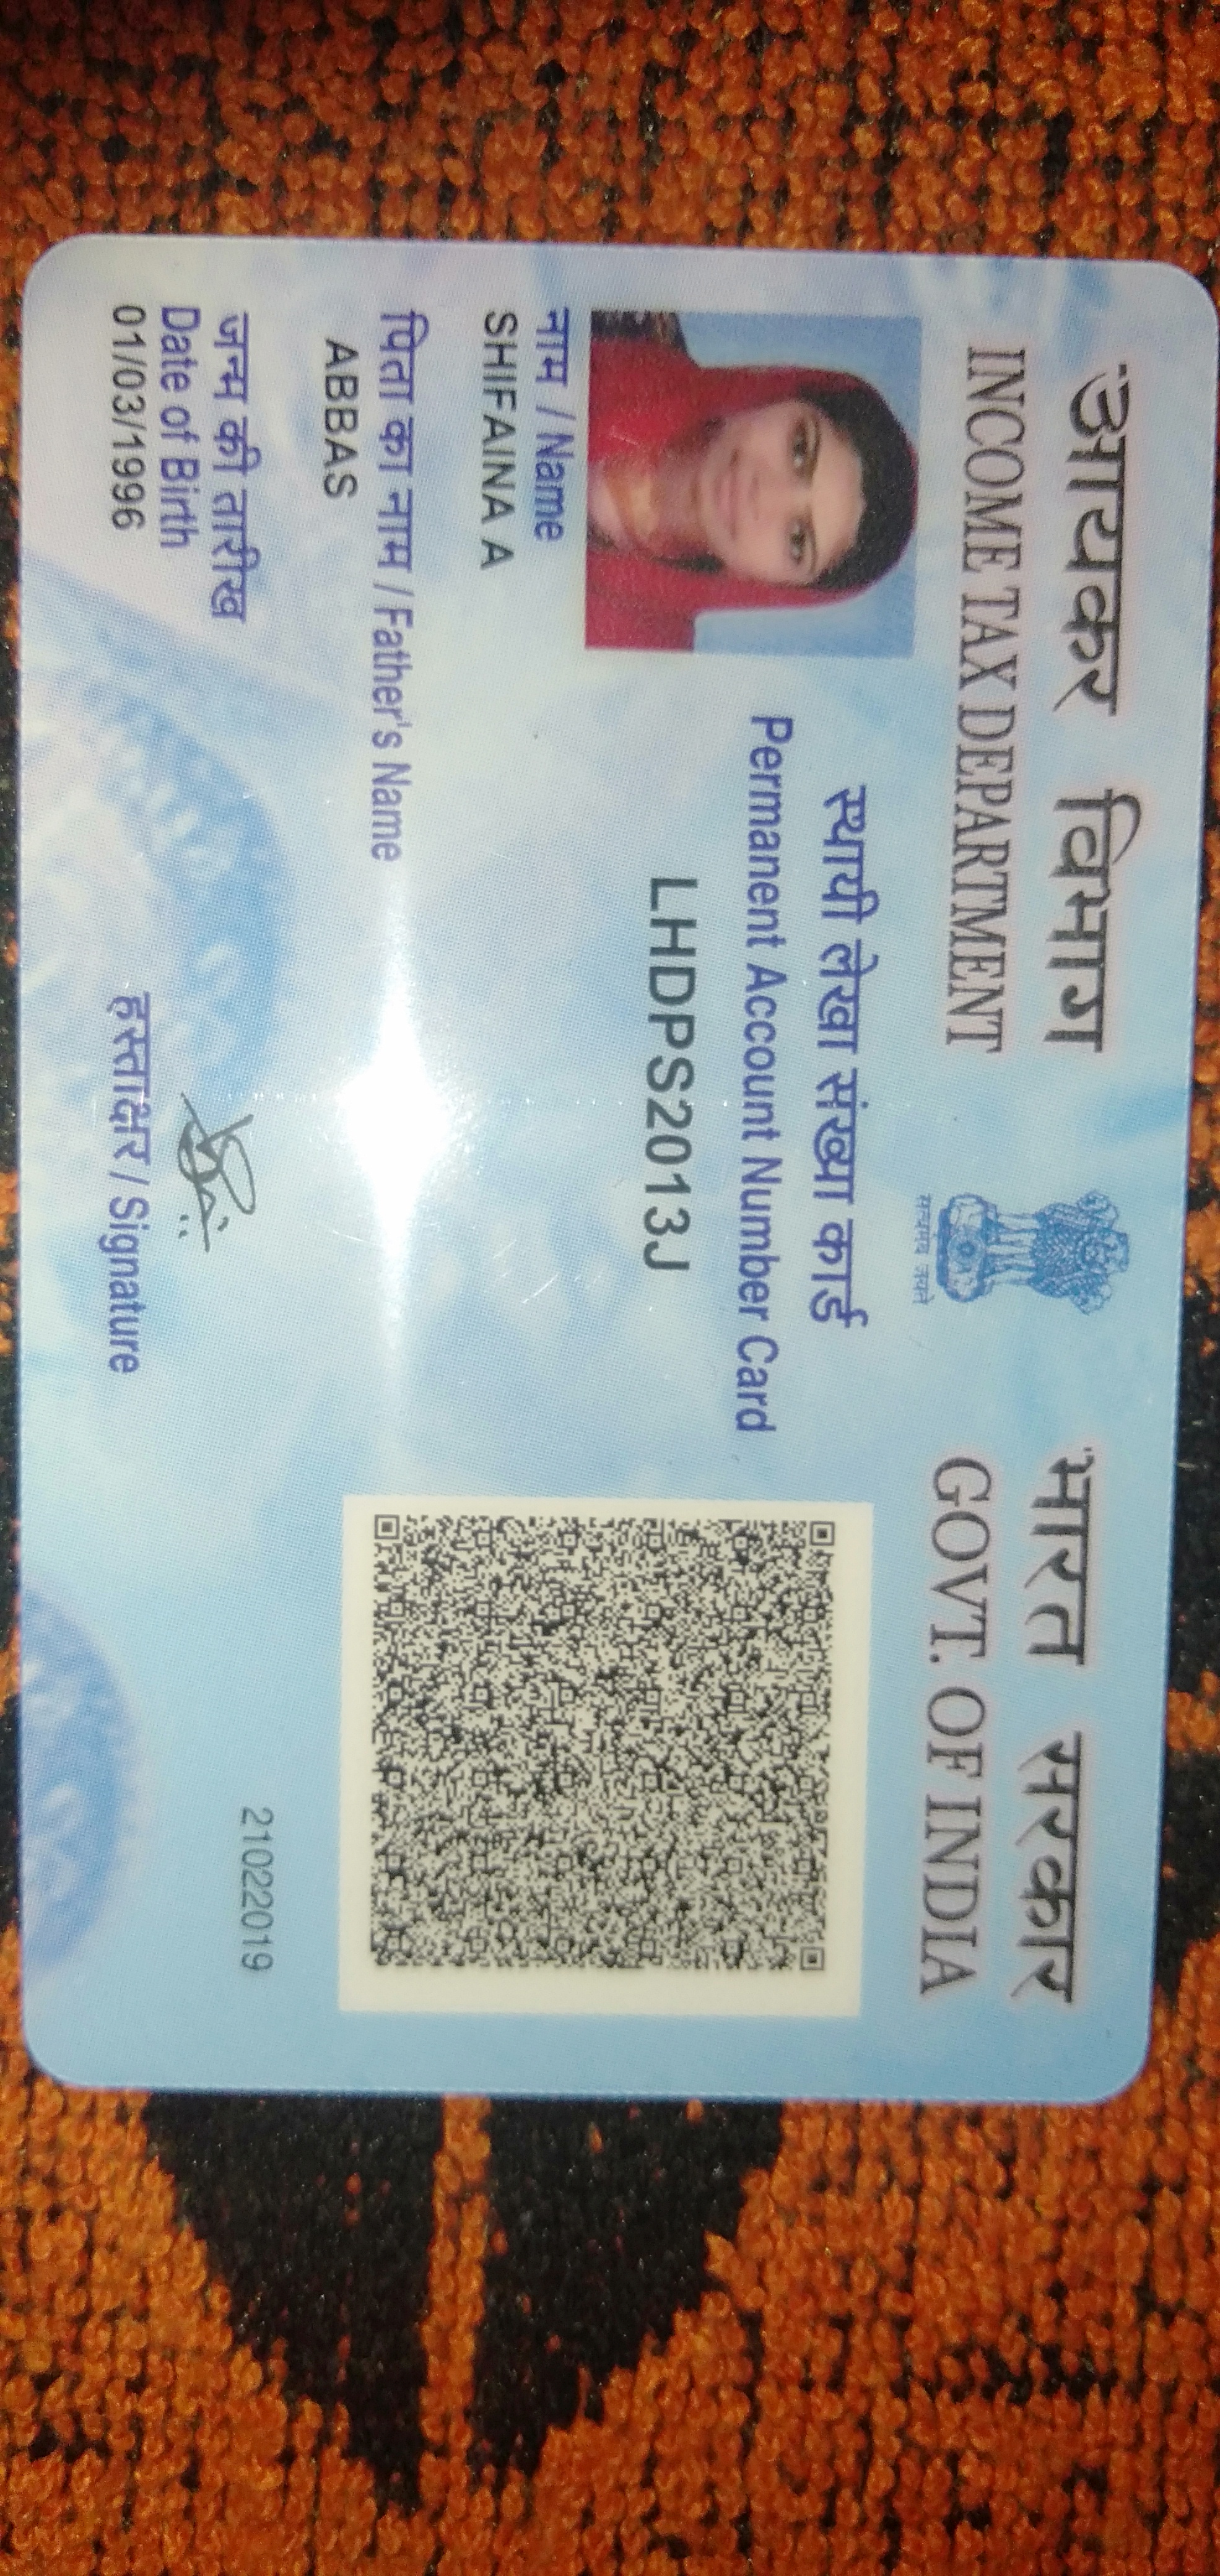 आयकर विभाग
INCOME TAX DEPARTMENT
सत्यमेव जयते
भारत सरकार
GOVT. OF INDIA
स्थायी लेखा संख्या कार्ड
Permanent Account Number Card
LHDPS2013J
नाम / Name
SHIFAINA A
पिता का नाम / Father's Name
ABBAS
जन्म की तारीख
Date of Birth
01/03/1996
हस्ताक्षर / Signature
21022019